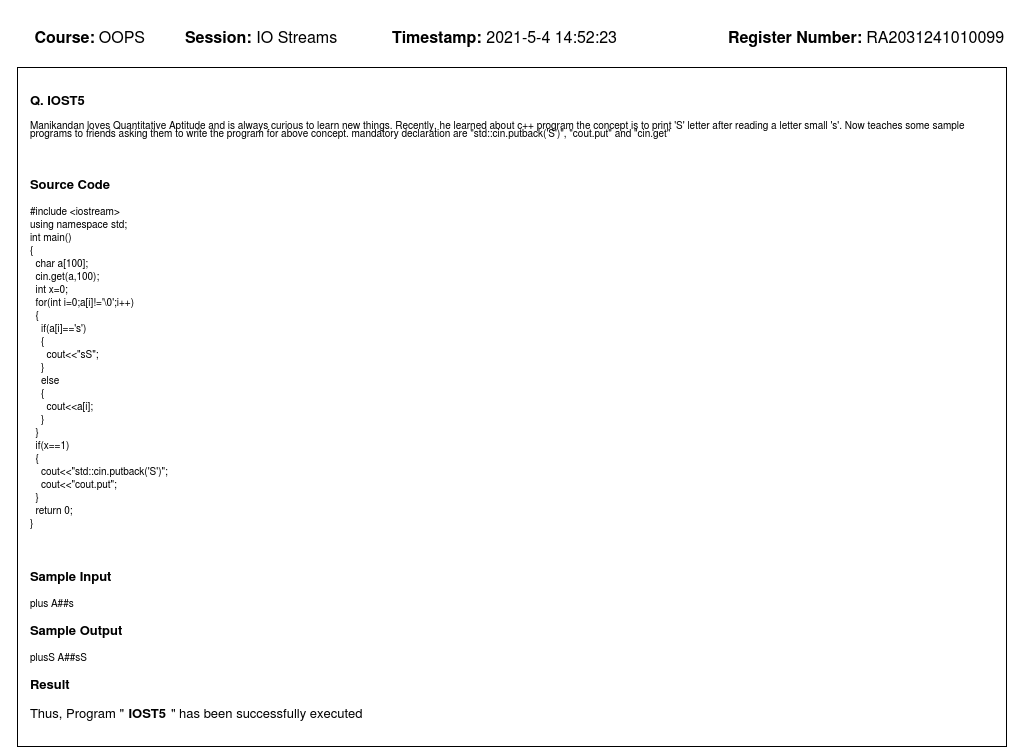 Course: OOPS Session: IO Streams Timestamp: 2021-5-4 14:52:23 Register Number: RA2031241010099
Q. IOST5
Manikandan loves Quantitative Aptitude and is always curious to learn new things. Recently, he learned about c++ program the concept is to print 'S' letter after reading a letter small 's'. Now teaches some sample
programs to friends asking them to write the program for above concept. mandatory declaration are "std::cin.putback('S')", "cout.put" and "cin.get"
Source Code
#include <iostream>
using namespace std;
int main()
{
char a[100];
cin.get(a,100);
int x=0;
for(int i=0;a[i]!='\0';i++)
{
if(a[i]=='s')
{
cout<<"sS";
}
else
{
cout<<a[i];
}
}
if(x==1)
{
cout<<"std::cin.putback('S')";
cout<<"cout.put";
}
return 0;
}
Sample Input
plus A##s
Sample Output
plusS A##sS
Result
Thus, Program " IOST5 " has been successfully executed